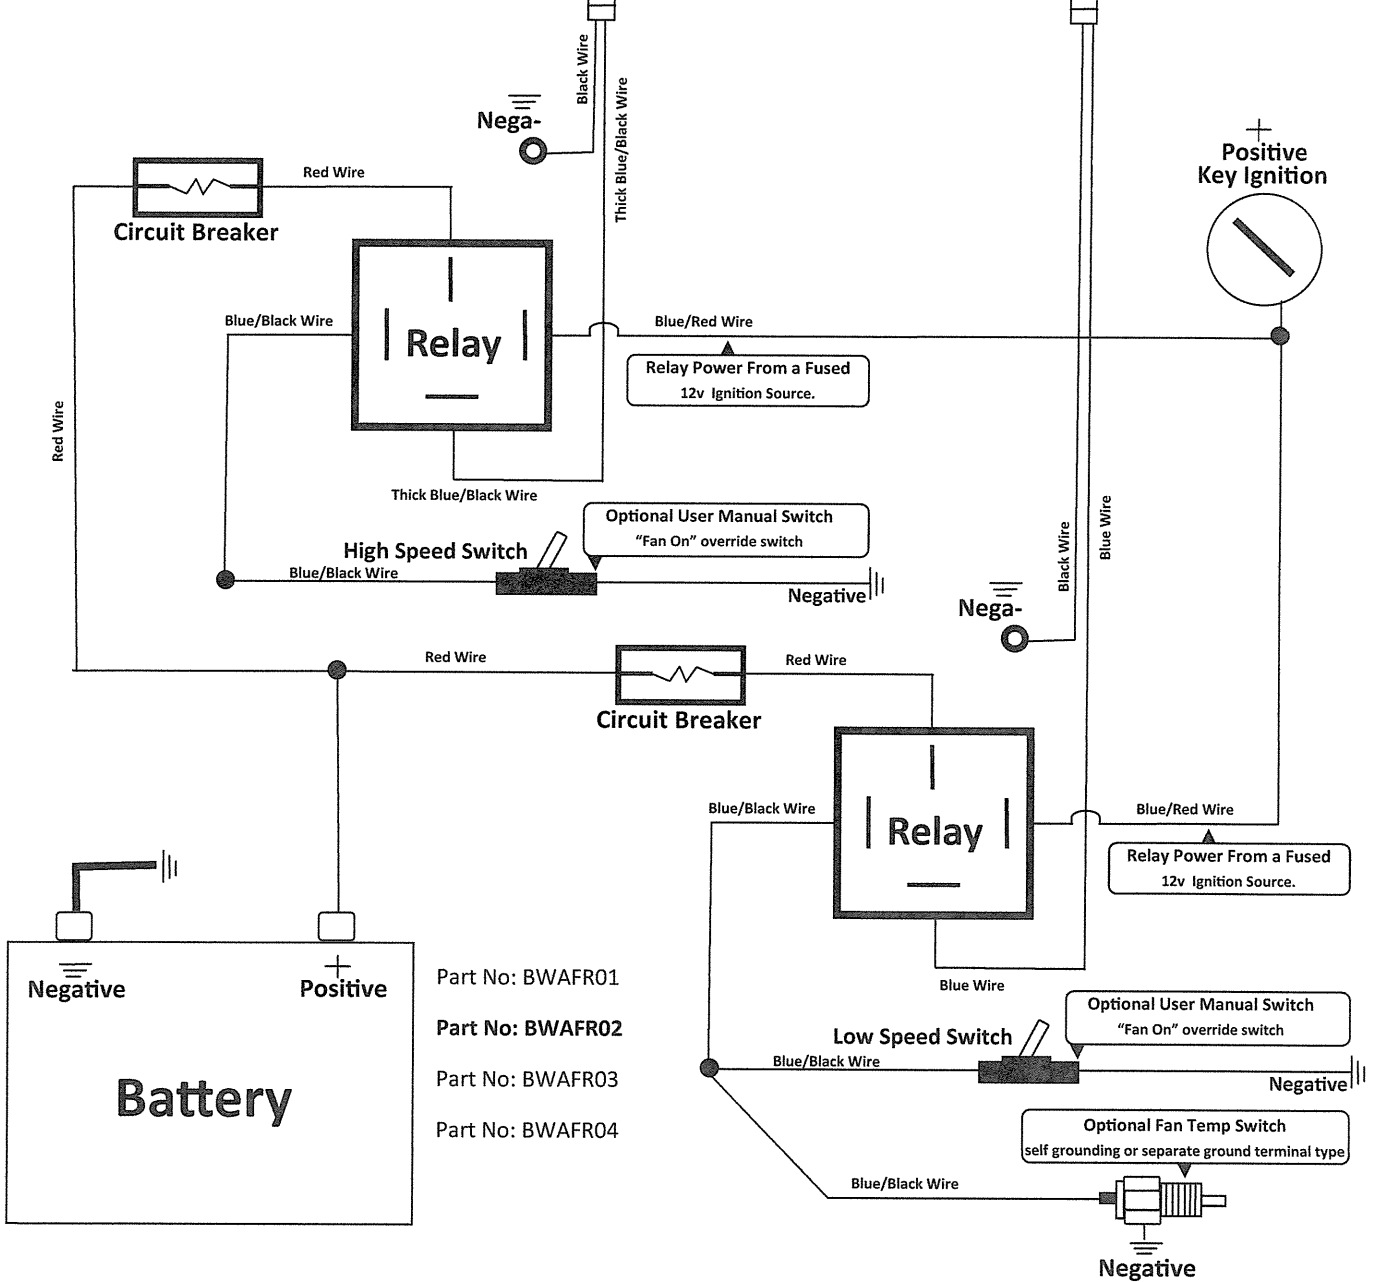 Black Wire
Thick Blue/Black Wire
Nega-
Positive
Key Ignition
Red Wire
Circuit Breaker
Blue/Black Wire
Relay
Blue/Red Wire
Relay Power From a Fused
12v Ignition Source.
Red Wire
Thick Blue/Black Wire
Optional User Manual Switch
“Fan On” override switch
High Speed Switch
Blue/Black Wire
Negative
Black Wire
Blue Wire
Nega-
Red Wire
Red Wire
Circuit Breaker
Blue/Black Wire
Relay
Blue/Red Wire
Relay Power From a Fused
12v Ignition Source.
Blue Wire
Negative
Positive
Battery
Part No: BWAFR01
Part No: BWAFR02
Part No: BWAFR03
Part No: BWAFR04
Optional User Manual Switch
“Fan On” override switch
Low Speed Switch
Blue/Black Wire
Negative
Optional Fan Temp Switch
self grounding or separate ground terminal type
Blue/Black Wire
Negative